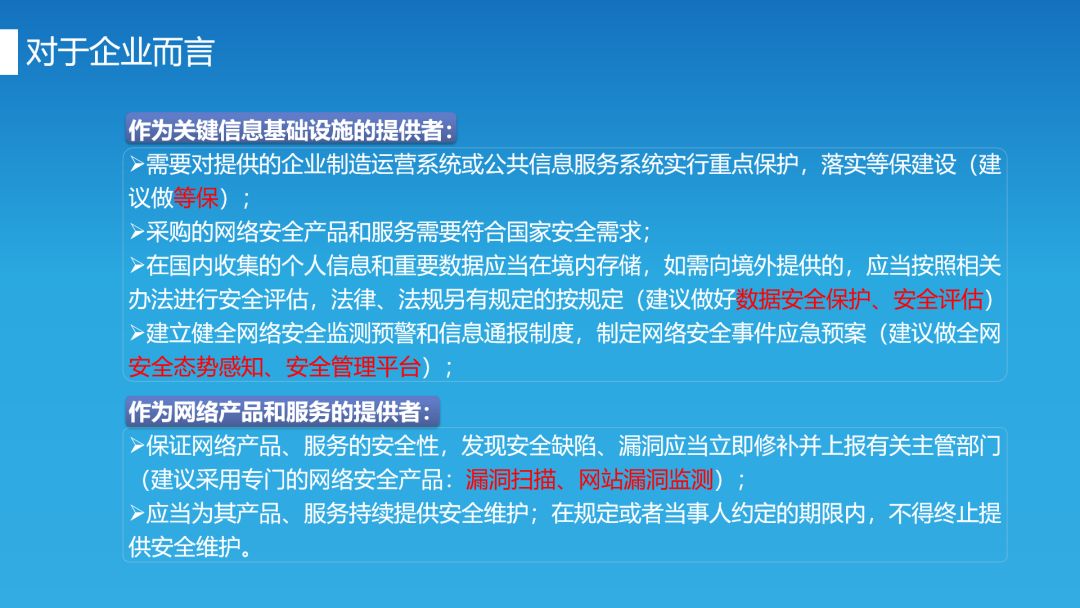 对于企业而言
作为关键信息基础设施的提供者：
➢需要对提供的企业制造运营系统或公共信息服务系统实行重点保护，落实等保建设（建
议做等保）；
➢采购的网络安全产品和服务需要符合国家安全需求；
➢在国内收集的个人信息和重要数据应当在境内存储，如需向境外提供的，应当按照相关
办法进行安全评估，法律、法规另有规定的按规定（建议做好数据安全保护、安全评估）
➢建立健全网络安全监测预警和信息通报制度，制定网络安全事件应急预案（建议做全网
安全态势感知、安全管理平台）；
作为网络产品和服务的提供者：
➢保证网络产品、服务的安全性，发现安全缺陷、漏洞应当立即修补并上报有关主管部门
（建议采用专门的网络安全产品：漏洞扫描、网站漏洞监测）；
➢应当为其产品、服务持续提供安全维护；在规定或者当事人约定的期限内，不得终止提
供安全维护。